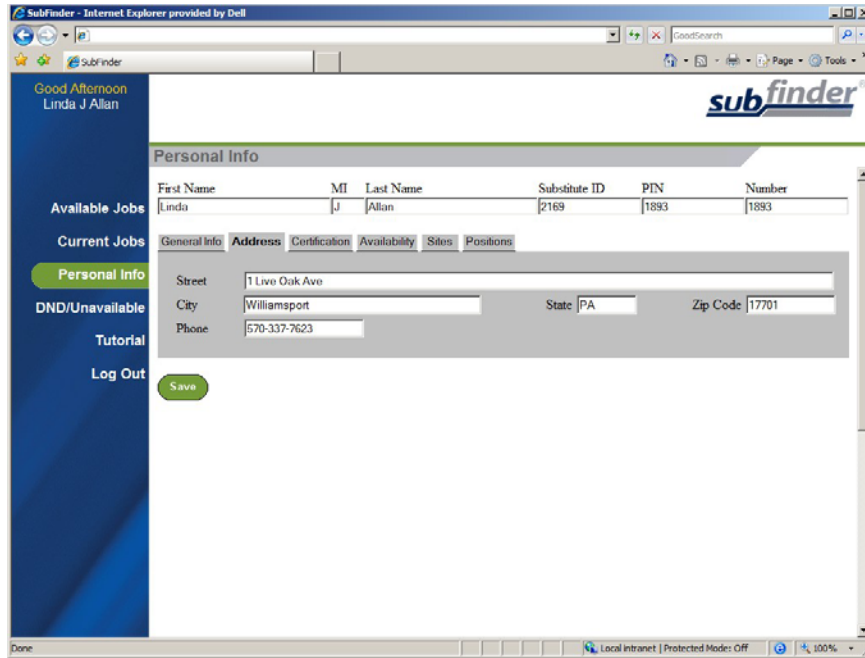 SubFinder - Internet Explorer provided by Dell
GoodSearch
SubFinder
Page
Tools
Good Afternoon
Linda J Allan
subfinder
Personal Info
First Name MI Last Name Substitute ID PIN Number
Linda J Allan 2169 1893 1893
Available Jobs
Current Jobs
Personal Info
DND/Unavailable
Tutorial
Log Out
General Info Address Certification Availability Sites Positions
Street 1 Live Oak Ave
City Williamsport State PA Zip Code 17701
Phone 570-337-7623
Save
Done Local intranet | Protected Mode: Off 100%